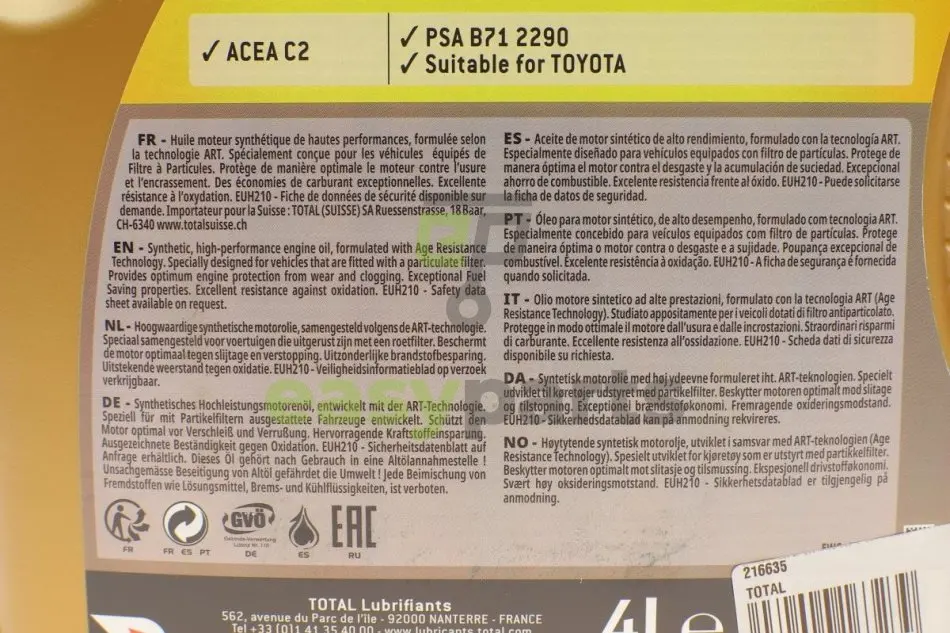 ✓ ACEA C2
✓ PSA B71 2290
✓ Suitable for TOYOTA
FR - Huile moteur synthétique de hautes performances, formulée selon
la technologie ART. Spécialement conçue pour les véhicules équipés de
Filtre à Particules. Protège de manière optimale le moteur contre l'usure
et l'encrassement. Des économies de carburant exceptionnelles. Excellente
résistance à l'oxydation. EUH210 - Fiche de données de sécurité disponible sur
demande. Importateur pour la Suisse : TOTAL (SUISSE) SA Ruessenstrasse, 18 Baar,
CH-6340 www.totalsuisse.ch
EN - Synthetic, high-performance engine oil, formulated with Age Resistance
Technology. Specially designed for vehicles that are fitted with a particulate filter.
Provides optimum engine protection from wear and clogging. Exceptional Fuel
Saving properties. Excellent resistance against oxidation. EUH210 - Safety data
sheet available on request.
NL - Hoogwaardige synthetische motorolie, samengesteld volgens de ART-technologie.
Speciaal samengesteld voor voertuigen die uitgerust zijn met een roetfilter. Beschermt
de motor optimaal tegen slijtage en verstopping. Uitzonderlijke brandstofbesparing.
Uitstekende weerstand tegen oxidatie. EUH210 - Veiligheidsinformatieblad op verzoek
verkrijgbaar.
DE - Synthetisches Hochleistungsmotorenöl, entwickelt mit der ART-Technologie.
Speziell für mit Partikelfiltern ausgestattete Fahrzeuge entwickelt. Schützt den
Motor optimal vor Verschleiß und Verrußung. Hervorragende Kraftstoffeinsparung.
Ausgezeichnete Beständigkeit gegen Oxidation. EUH210 - Sicherheitsdatenblatt auf
Anfrage erhältlich. Dieses Öl gehört nach Gebrauch in eine Altölannahmestelle !
Unsachgemässe Beseitigung von Altöl gefährdet die Umwelt ! Jede Beimischung von
Fremdstoffen wie Lösungsmittel, Brems- und Kühlflüssigkeiten, ist verboten.
ES - Aceite de motor sintético de alto rendimiento, formulado con la tecnología ART.
Especialmente diseñado para vehículos equipados con filtro de partículas. Protege de
manera óptima el motor contra el desgaste y la acumulación de suciedad. Excepcional
ahorro de combustible. Excelente resistencia frente al óxido. EUH210 - Puede solicitarse
la ficha de datos de seguridad.
PT - Óleo para motor sintético, de alto desempenho, formulado com tecnologia ART.
Especialmente concebido para veículos equipados com filtro de partículas. Protege
de maneira óptima o motor contra o desgaste e a sujidade. Poupança excepcional de
combustível. Excelente resistência à oxidação. EUH210 - A ficha de segurança é fornecida
quando solicitada.
IT - Olio motore sintetico ad alte prestazioni, formulato con la tecnologia ART (Age
Resistance Technology). Studiato appositamente per i veicoli dotati di filtro antiparticolato.
Protegge in modo ottimale il motore dall'usura e dalle incrostazioni. Straordinari risparmi
di carburante. Eccellente resistenza all'ossidazione. EUH210 - Scheda dati di sicurezza
disponibile su richiesta.
DA - Syntetisk motorolie med høj ydeevne formuleret iht. ART-teknologien. Specielt
udviklet til køretøjer udstyret med partikelfilter. Beskytter motoren optimalt mod slitage
og tilstopning. Exceptionel brændstoføkonomi. Fremragende oxideringsmodstand.
EUH210 - Sikkerhedsdatablad kan på anmodning rekvireres.
NO - Høytytende syntetisk motorolje, utviklet i samsvar med ART-teknologien (Age
Resistance Technology). Spesielt utviklet for kjøretøy som er utstyrt med partikkelfilter.
Beskytter motoren optimalt mot slitasje og tilsmussing. Eksepsjonell drivstofføkonomi.
Svært høy oksideringsmotstand. EUH210 - Sikkerhetsdatablad er tilgjengelig på
anmodning.
easyparts
FR
FR ES PT
GVÖ
DE
ES
EAC
RU
216635
TOTAL
TOTAL Lubrifiants
562, avenue du Parc de l'Ile - 92000 NANTERRE - FRANCE
Tel +33 (0)1 41 35 40 00 - www.lubricants.total.com
4L e